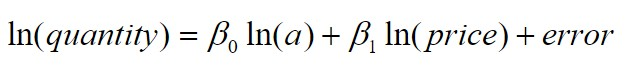 ln(quantity) = β₀ ln(a) + β₁ ln(price) + error